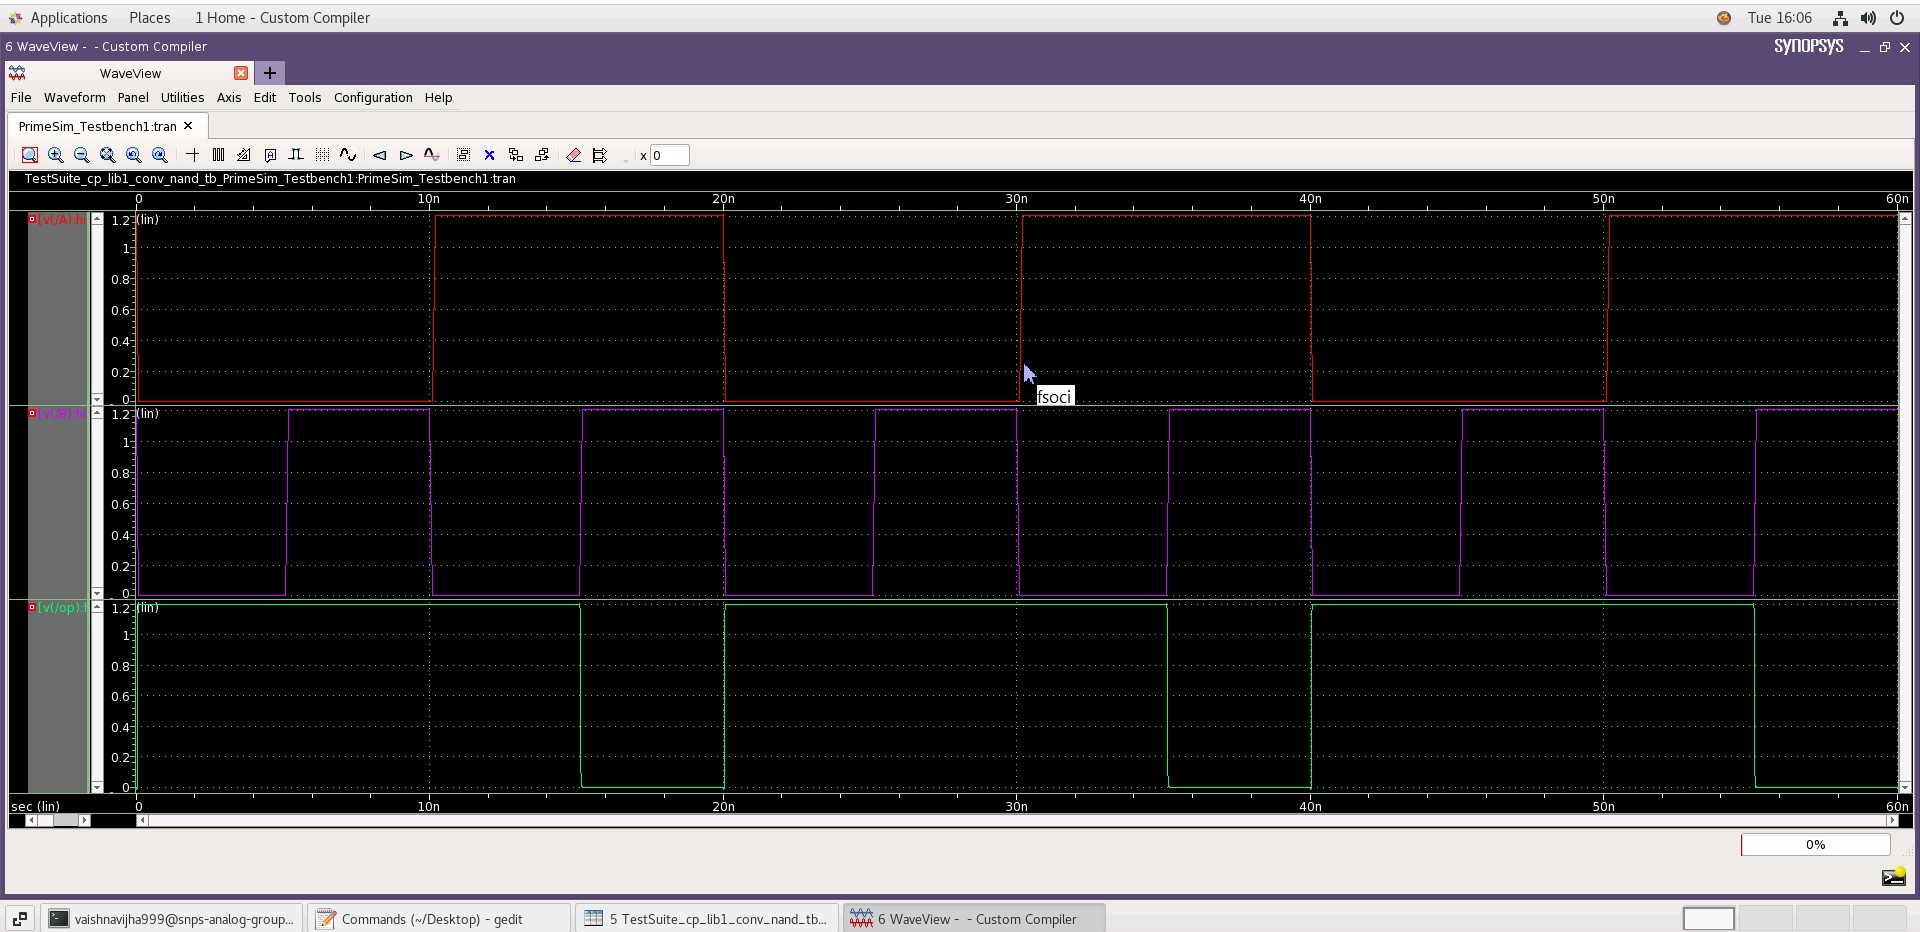 Applications Places 1 Home - Custom Compiler Tue 16:06
6 WaveView - - Custom Compiler SYNOPSYS
WaveView
File Waveform Panel Utilities Axis Edit Tools Configuration Help
PrimeSim_Testbench1:tran
x 0
TestSuite_cp_lib1_conv_nand_tb_PrimeSim_Testbench1:PrimeSim_Testbench1:tran
0 10n 20n 30n 40n 50n 60n
[v(/A):hi 1.2 (lin)
1
0.8
0.6
0.4
0.2
0
fsoci
[v(/B):hi 1.2 (lin)
1
0.8
0.6
0.4
0.2
0
[v(/op): 1.2 (lin)
1
0.8
0.6
0.4
0.2
0
sec (lin) 0 10n 20n 30n 40n 50n 60n
0%
vaishnavijha999@snps-analog-group... Commands (~/Desktop) - gedit 5 TestSuite_cp_lib1_conv_nand_tb... 6 WaveView - - Custom Compiler